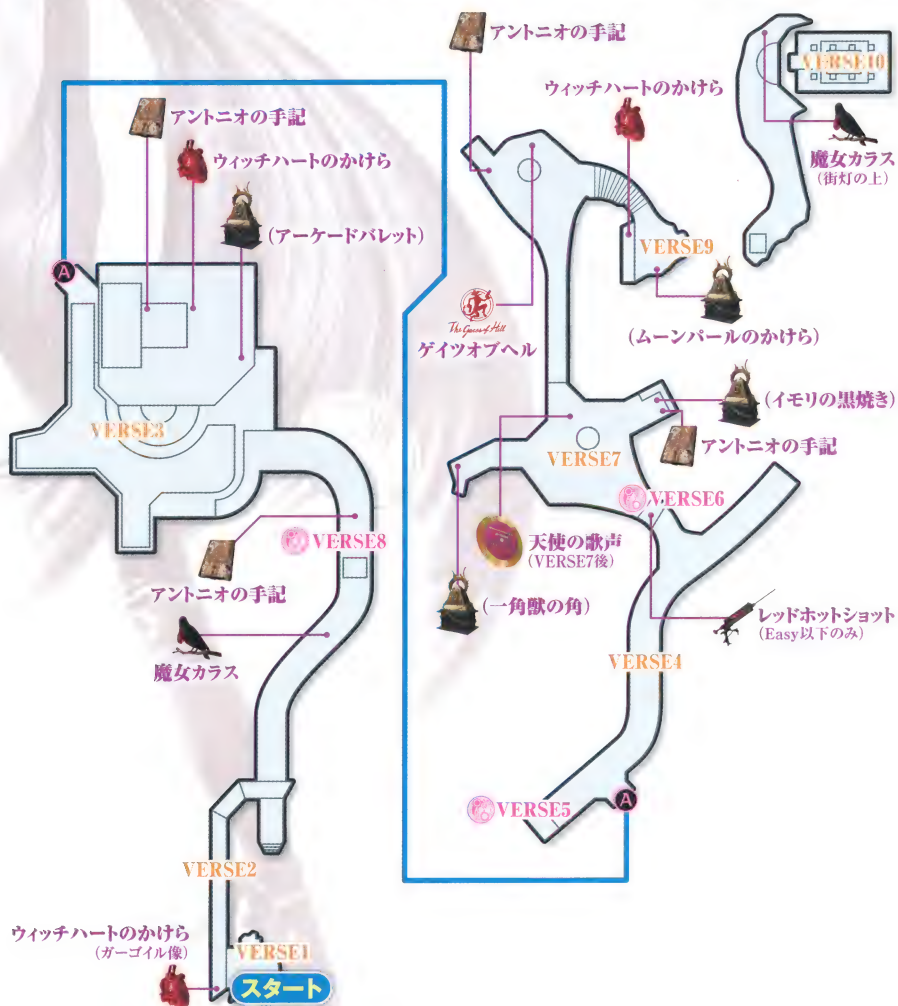 アントニオの手記
ウィッチハートのかけら
(アーケードバレット)
A
VERSE3
VERSE8
アントニオの手記
魔女カラス
VERSE2
ウィッチハートのかけら
(ガーゴイル像)
VERSE1
スタート
アントニオの手記
ウィッチハートのかけら
VERSE10
魔女カラス
(街灯の上)
VERSE9
(ムーンパールのかけら)
The Gates of Hell
ゲイツオブヘル
(イモリの黒焼き)
アントニオの手記
VERSE7
VERSE6
天使の歌声
(VERSE7後)
(一角獣の角)
レッドホットショット
(Easy以下のみ)
VERSE4
VERSE5
A